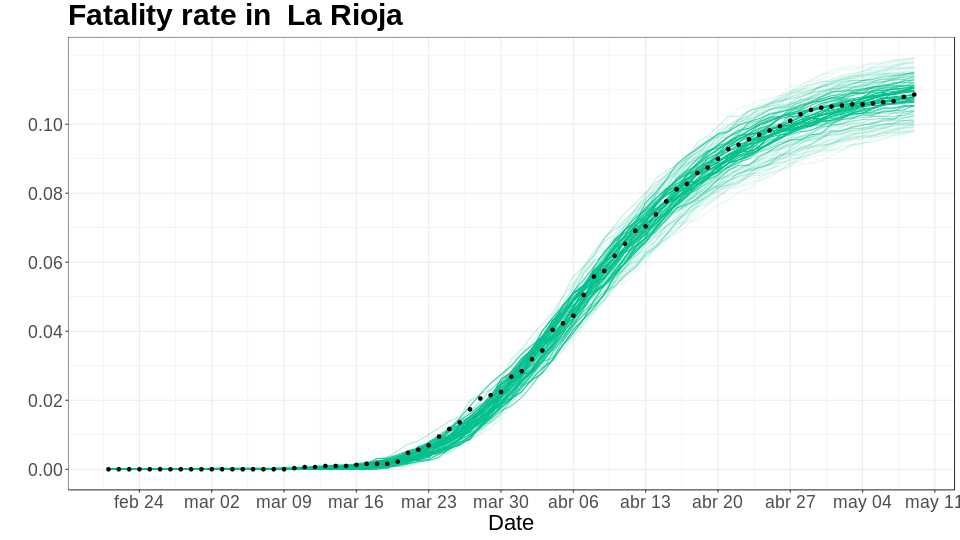 Fatality rate in  La Rioja
0.10
0.08
0.06
0.04
0.02
0.00
feb 24 mar 02 mar 09 mar 16 mar 23 mar 30 abr 06 abr 13 abr 20 abr 27 may 04 may 11
Date